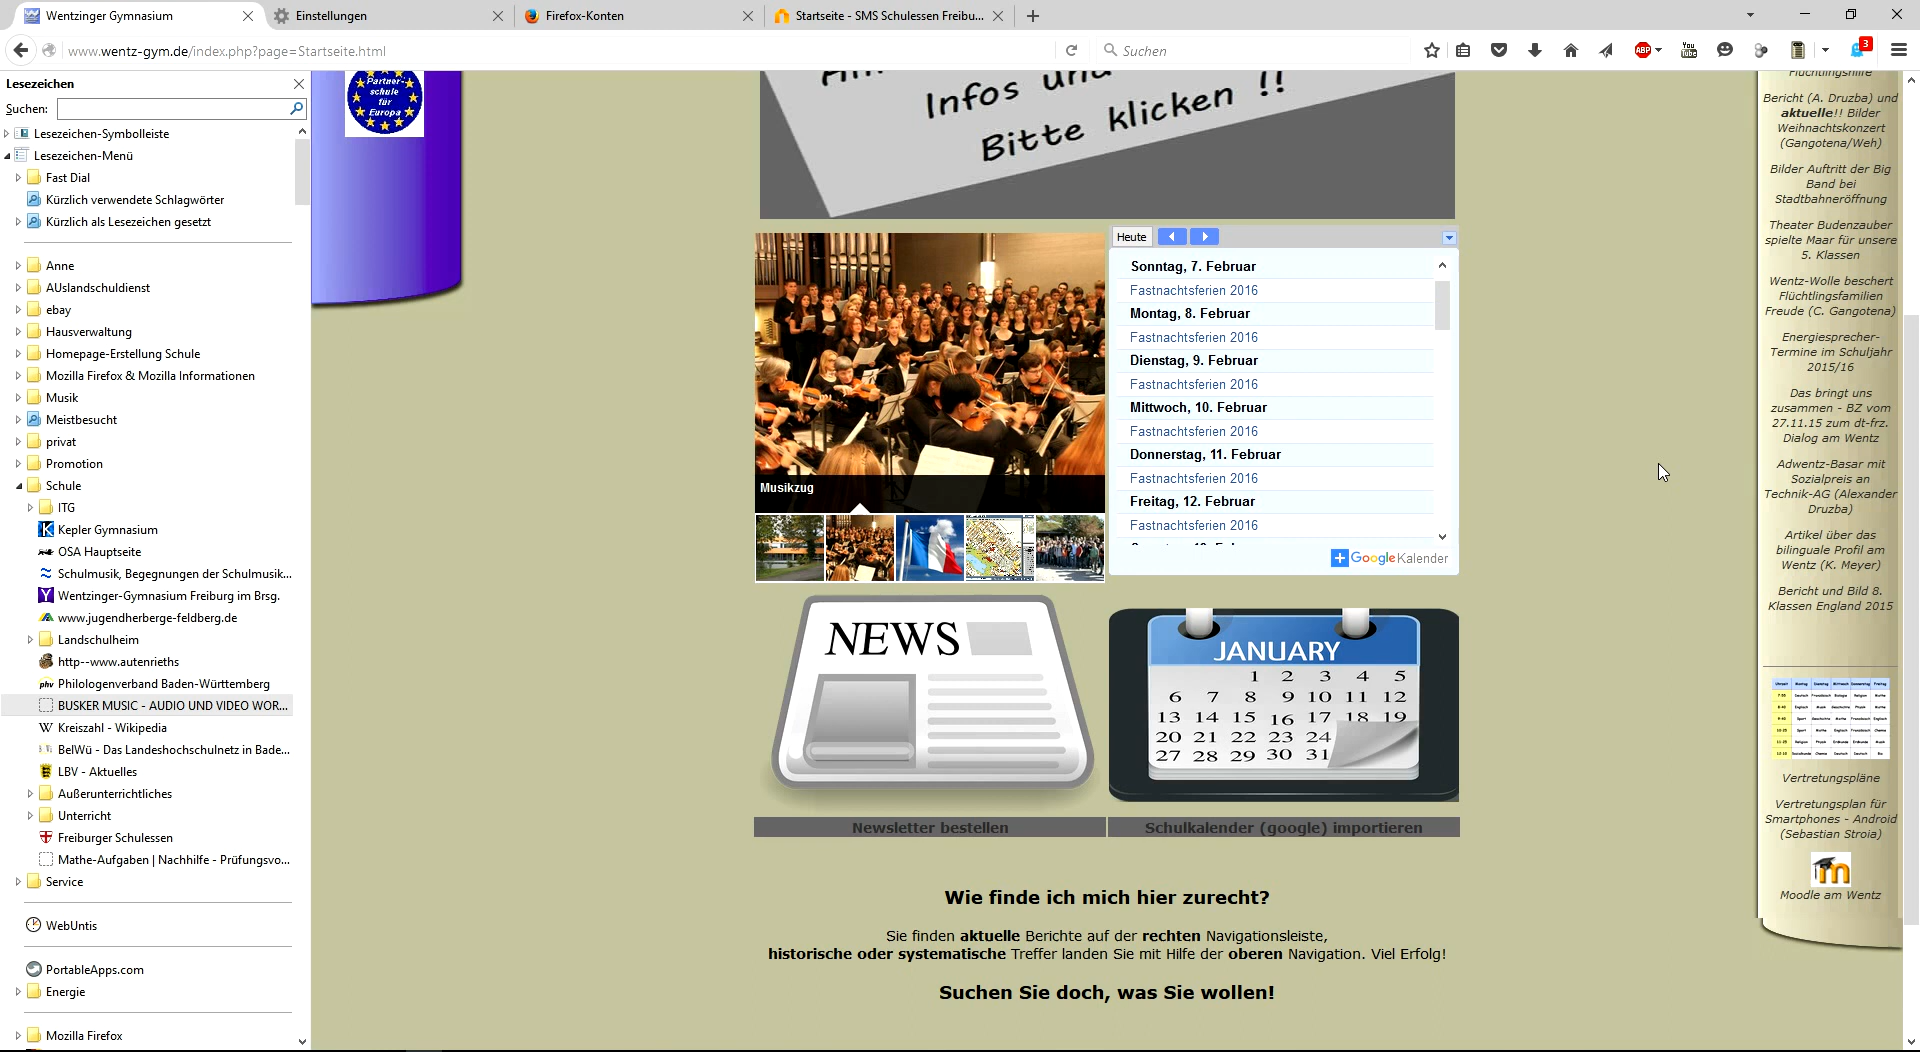 Wentzinger Gymnasium
Einstellungen
Firefox-Konten
Startseite - SMS Schulessen Freibu...
www.wentz-gym.de/index.php?page=Startseite.html
Suchen
ABP
You
Tube
3
Lesezeichen
Suchen:
Lesezeichen-Symbolleiste
Lesezeichen-Menü
Fast Dial
Kürzlich verwendete Schlagwörter
Kürzlich als Lesezeichen gesetzt
Anne
AUslandschuldienst
ebay
Hausverwaltung
Homepage-Erstellung Schule
Mozilla Firefox & Mozilla Informationen
Musik
Meistbesucht
privat
Promotion
Schule
ITG
Kepler Gymnasium
OSA Hauptseite
Schulmusik, Begegnungen der Schulmusik...
Wentzinger-Gymnasium Freiburg im Brsg.
www.jugendherberge-feldberg.de
Landschulheim
http--www.autenrieths
phv Philologenverband Baden-Württemberg
BUSKER MUSIC - AUDIO UND VIDEO WOR...
W Kreiszahl - Wikipedia
BelWü - Das Landeshochschulnetz in Bade...
LBV - Aktuelles
Außerunterrichtliches
Unterricht
Freiburger Schulessen
Mathe-Aufgaben | Nachhilfe - Prüfungsvo...
Service
WebUntis
PortableApps.com
Energie
Mozilla Firefox
Partner-
schule
für
Europa
Infos und
Bitte klicken !!
Musikzug
Heute
Sonntag, 7. Februar
Fastnachtsferien 2016
Montag, 8. Februar
Fastnachtsferien 2016
Dienstag, 9. Februar
Fastnachtsferien 2016
Mittwoch, 10. Februar
Fastnachtsferien 2016
Donnerstag, 11. Februar
Fastnachtsferien 2016
Freitag, 12. Februar
Fastnachtsferien 2016
Google Kalender
NEWS
JANUARY
1 2 3 4 5
6 7 8 9 10 11 12
13 14 15 16 17 18 19
20 21 22 23 24
27 28 29 30 31
Newsletter bestellen
Schulkalender (google) importieren
Wie finde ich mich hier zurecht?
Sie finden aktuelle Berichte auf der rechten Navigationsleiste,
historische oder systematische Treffer landen Sie mit Hilfe der oberen Navigation. Viel Erfolg!
Suchen Sie doch, was Sie wollen!
Flüchtlingshilfe
Bericht (A. Druzba) und
aktuelle!! Bilder
Weihnachtskonzert
(Gangotena/Weh)
Bilder Auftritt der Big
Band bei
Stadtbahneröffnung
Theater Budenzauber
spielte Maar für unsere
5. Klassen
Wentz-Wolle beschert
Flüchtlingsfamilien
Freude (C. Gangotena)
Energiesprecher-
Termine im Schuljahr
2015/16
Das bringt uns
zusammen - BZ vom
27.11.15 zum dt-frz.
Dialog am Wentz
Adwentz-Basar mit
Sozialpreis an
Technik-AG (Alexander
Druzba)
Artikel über das
bilinguale Profil am
Wentz (K. Meyer)
Bericht und Bild 8.
Klassen England 2015
Vertretungspläne
Vertretungsplan für
Smartphones - Android
(Sebastian Stroia)
m
Moodle am Wentz